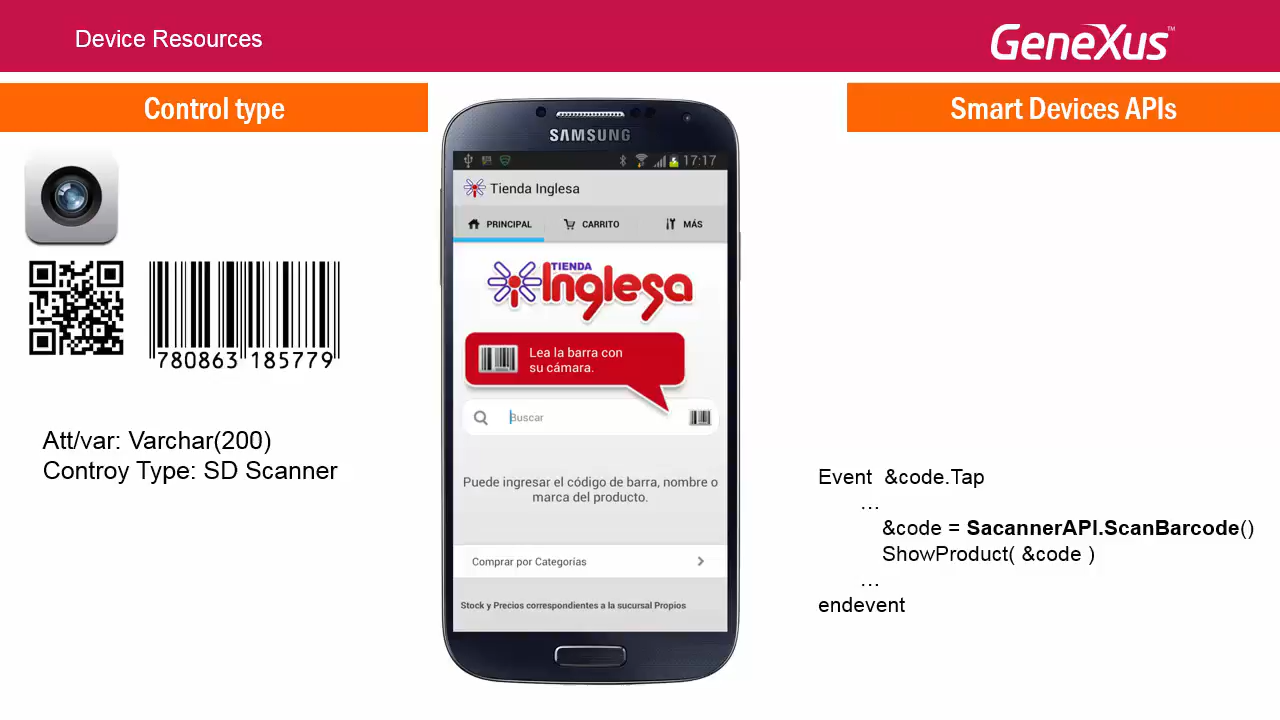 Device Resources
GeneXus™
Control type
Smart Devices APIs
780863 185779
Att/var: Varchar(200)
Controy Type: SD Scanner
SAMSUNG
17:17
Tienda Inglesa
PRINCIPAL CARRITO MÁS
TIENDA
Inglesa
Lea la barra con
su cámara.
Buscar
Puede ingresar el código de barra, nombre o
marca del producto.
Comprar por Categorías
Stock y Precios correspondientes a la sucursal Propios
Event &code.Tap
...
&code = SacannerAPI.ScanBarcode()
ShowProduct( &code )
...
endevent